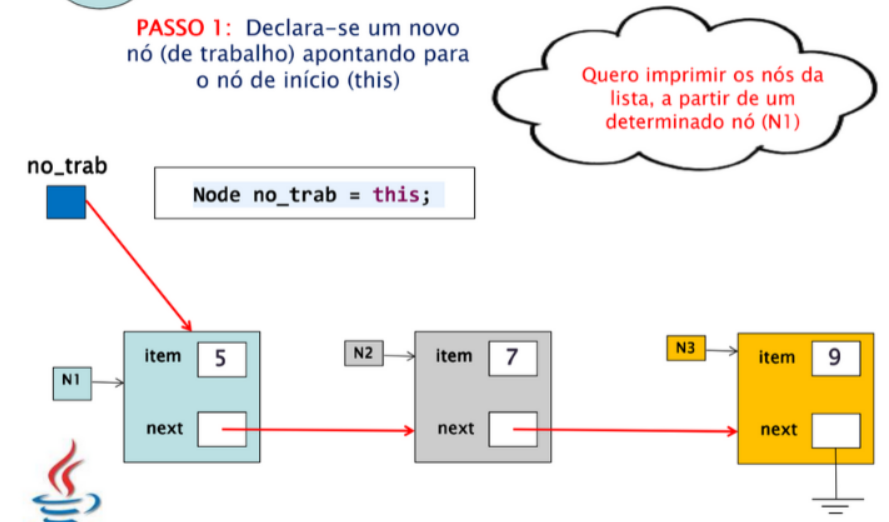 PASSO 1: Declara-se um novo
nó (de trabalho) apontando para
o nó de início (this)
Quero imprimir os nós da
lista, a partir de um
determinado nó (N1)
no_trab
Node no_trab = this;
N1
item 5
next
N2
item 7
next
N3
item 9
next